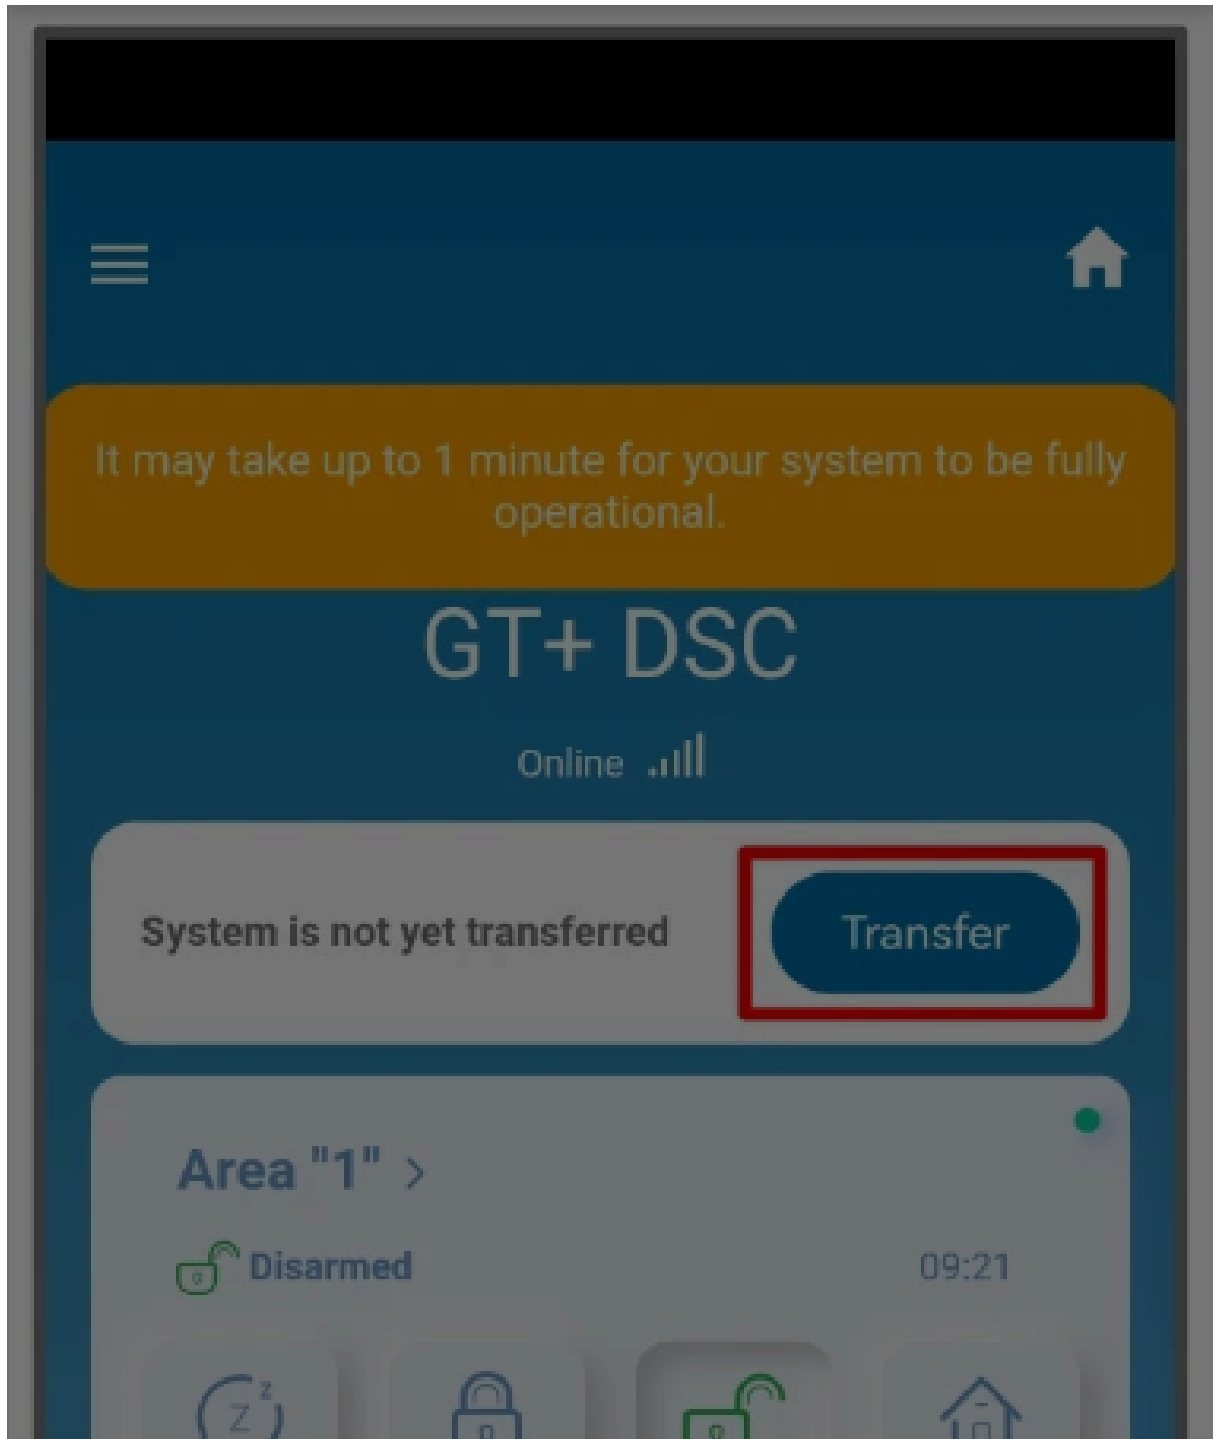 It may take up to 1 minute for your system to be fully
operational.
GT+ DSC
Online
System is not yet transferred
Transfer
Area "1" >
Disarmed
09:21